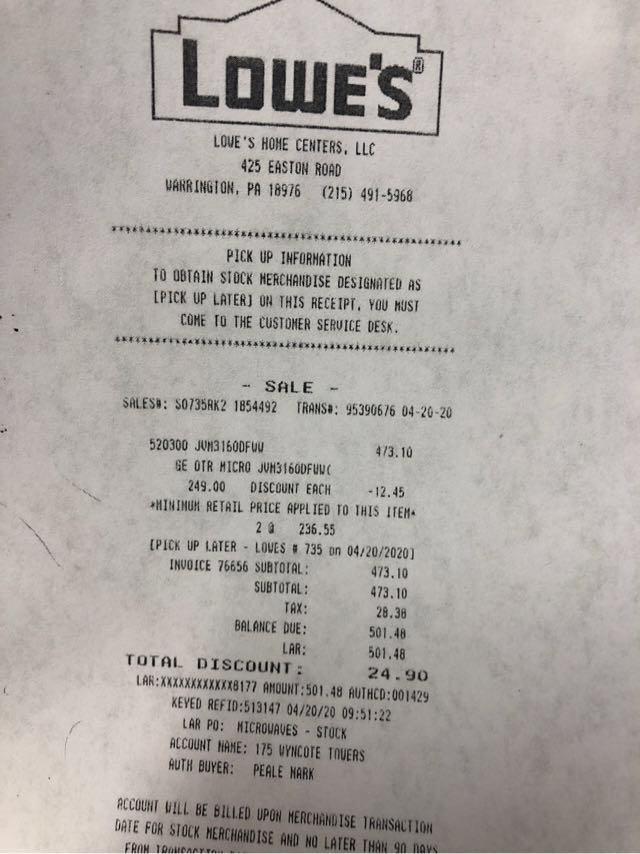 LOWE'S®
LOWE'S HOME CENTERS, LLC
425 EASTON ROAD
WARRINGTON, PA 18976 (215) 491-5968
**************************************************
PICK UP INFORMATION
TO OBTAIN STOCK MERCHANDISE DESIGNATED AS
[PICK UP LATER] ON THIS RECEIPT, YOU MUST
COME TO THE CUSTOMER SERVICE DESK.
**************************************************
- SALE -
SALES#: S0735RK2 1854492 TRANS#: 95390676 04-20-20
520300 JVM3160DFWW 473.10
GE OTR MICRO JVM3160DFWW(
249.00 DISCOUNT EACH -12.45
*MINIMUM RETAIL PRICE APPLIED TO THIS ITEM*
2 @ 236.55
[PICK UP LATER - LOWES # 735 on 04/20/2020]
INVOICE 76656 SUBTOTAL: 473.10
SUBTOTAL: 473.10
TAX: 28.38
BALANCE DUE: 501.48
LAR: 501.48
TOTAL DISCOUNT: 24.90
LAR:XXXXXXXXXXXX8177 AMOUNT:501.48 AUTHCD:001429
KEYED REFID:513147 04/20/20 09:51:22
LAR PO: MICROWAVES - STOCK
ACCOUNT NAME: 175 WYNCOTE TOWERS
AUTH BUYER: PEALE MARK
ACCOUNT WILL BE BILLED UPON MERCHANDISE TRANSACTION
DATE FOR STOCK MERCHANDISE AND NO LATER THAN 90 DAYS
FROM